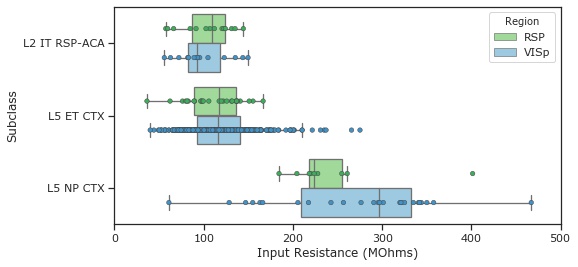 Region
RSP
VISp
L2 IT RSP-ACA
L5 ET CTX
L5 NP CTX
Subclass
0
100
200
300
400
500
Input Resistance (MOhms)